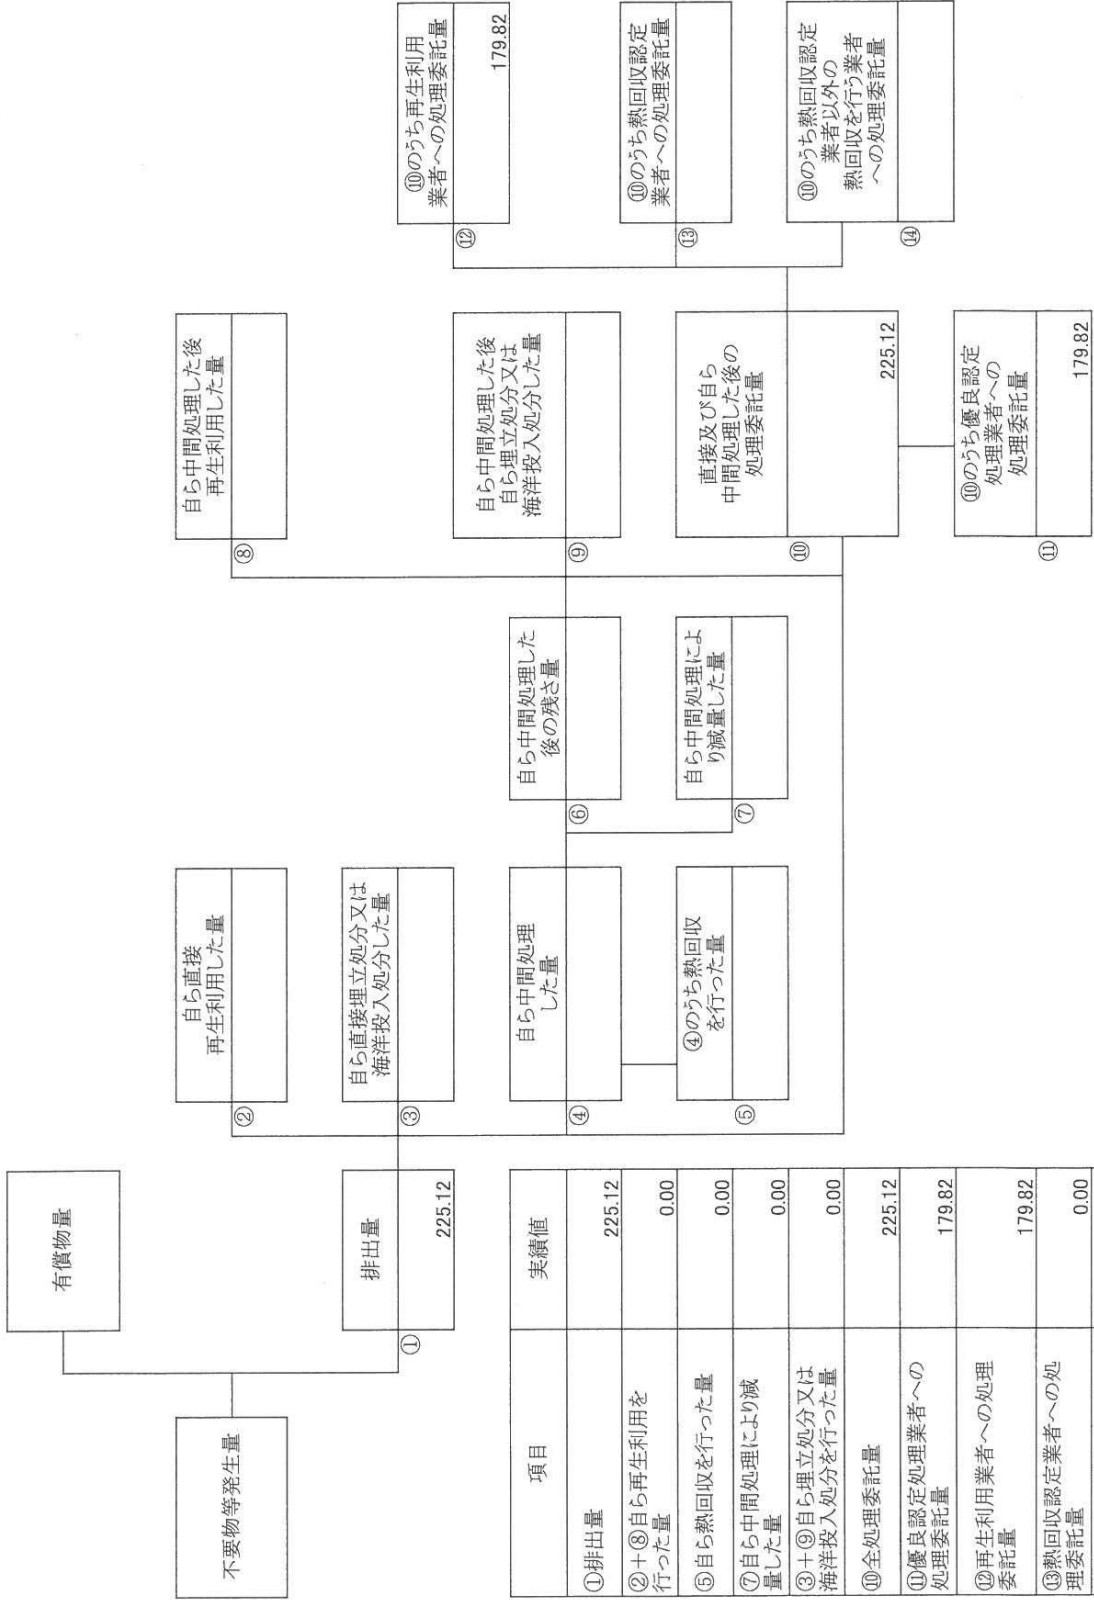 有償物量
不要物等発生量
排出量
①
225.12
自ら直接
再生利用した量
②
自ら直接埋立処分又は
海洋投入処分した量
③
自ら中間処理
した量
④
④のうち熱回収
を行った量
⑤
自ら中間処理した
後の残さ量
⑥
自ら中間処理によ
り減量した量
⑦
自ら中間処理した後
再生利用した量
⑧
自ら中間処理した後
自ら埋立処分又は
海洋投入処分した量
⑨
直接及び自ら
中間処理した後の
処理委託量
⑩
225.12
⑩のうち優良認定
処理業者への
処理委託量
⑪
179.82
⑩のうち再生利用
業者への処理委託量
⑫
179.82
⑩のうち熱回収認定
業者への処理委託量
⑬
⑩のうち熱回収認定
業者以外の
熱回収を行う業者
への処理委託量
⑭
項目
実績値
①排出量
225.12
②+⑧自ら再生利用を
行った量
0.00
⑤自ら熱回収を行った量
0.00
⑦自ら中間処理により減
量した量
0.00
③+⑨自ら埋立処分又は
海洋投入処分を行った量
0.00
⑩全処理委託量
225.12
⑪優良認定処理業者への
処理委託量
179.82
⑫再生利用業者への処理
委託量
179.82
⑬熱回収認定業者への処
理委託量
0.00